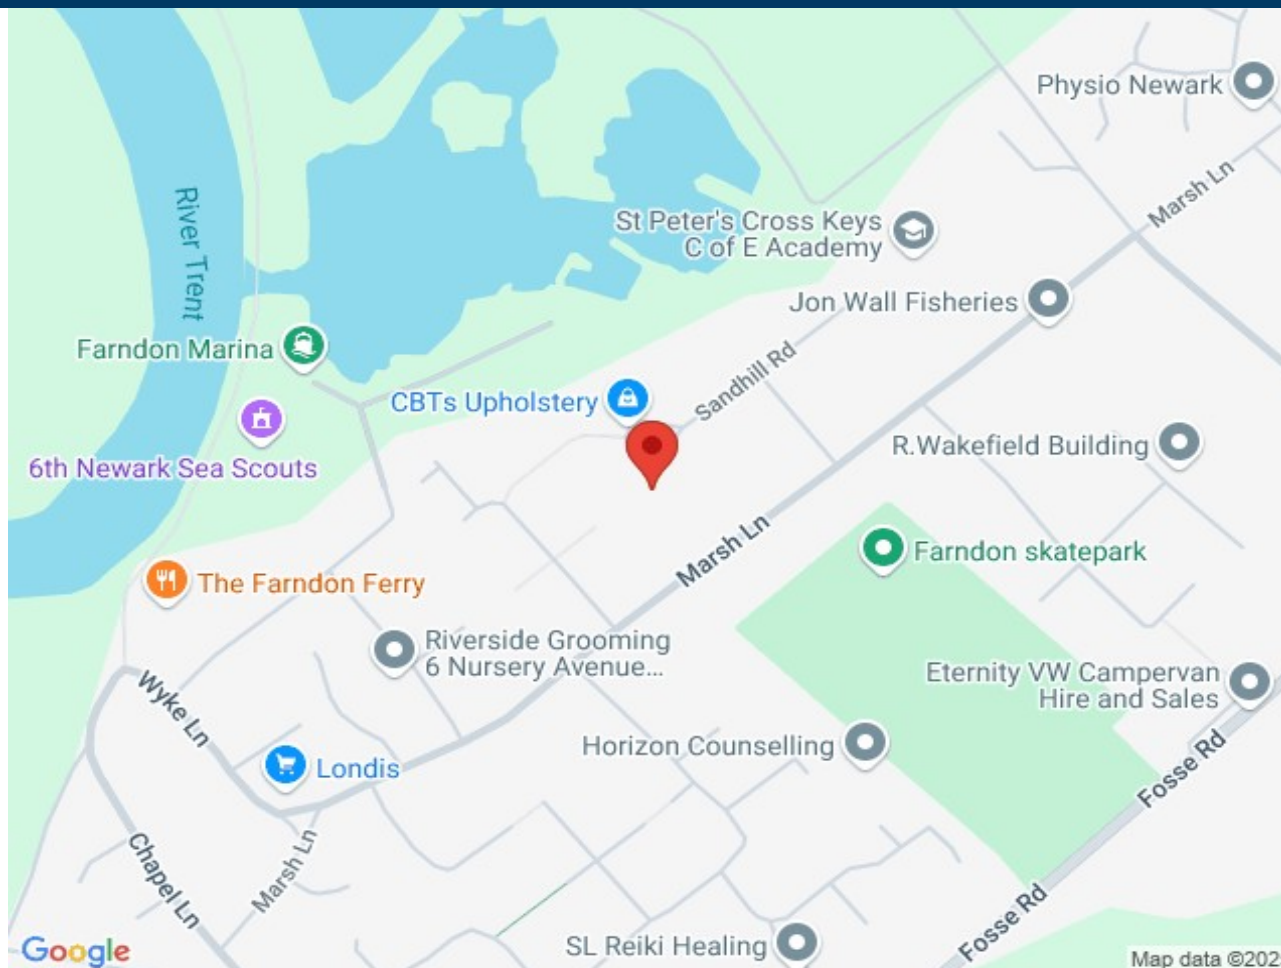 Physio Newark
Marsh Ln
River Trent
St Peter's Cross Keys
C of E Academy
Jon Wall Fisheries
Farndon Marina
Sandhill Rd
CBTs Upholstery
R.Wakefield Building
6th Newark Sea Scouts
Marsh Ln
Farndon skatepark
The Farndon Ferry
Riverside Grooming
6 Nursery Avenue...
Eternity VW Campervan
Hire and Sales
Wyke Ln
Horizon Counselling
Londis
Fosse Rd
Chapel Ln
Marsh Ln
Fosse Rd
SL Reiki Healing
Google
Map data ©202